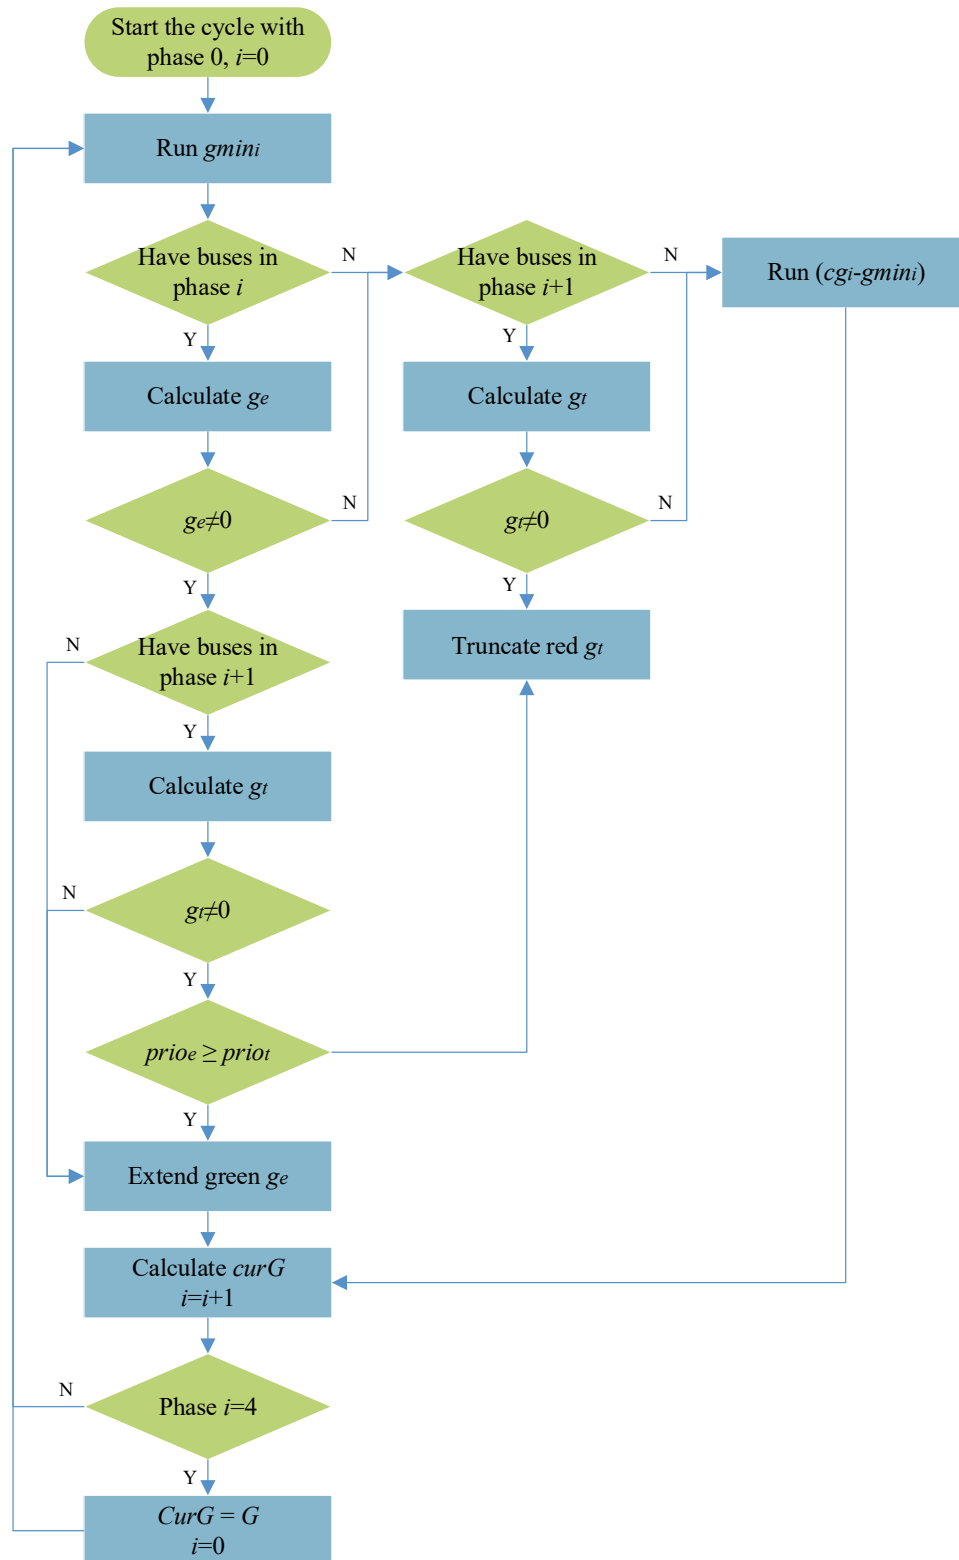 Start the cycle with
phase 0, i=0
Run gmini
Have buses in
phase i
N
Have buses in
phase i+1
N
Run (cgi-gmini)
Y
Y
Calculate ge
Calculate gt
ge≠0
N
gt≠0
N
Y
Y
Have buses in
phase i+1
N
Truncate red gt
Y
Calculate gt
N
gt≠0
Y
prioe ≥ priot
Y
Extend green ge
Calculate curG
i=i+1
N
Phase i=4
Y
CurG = G
i=0